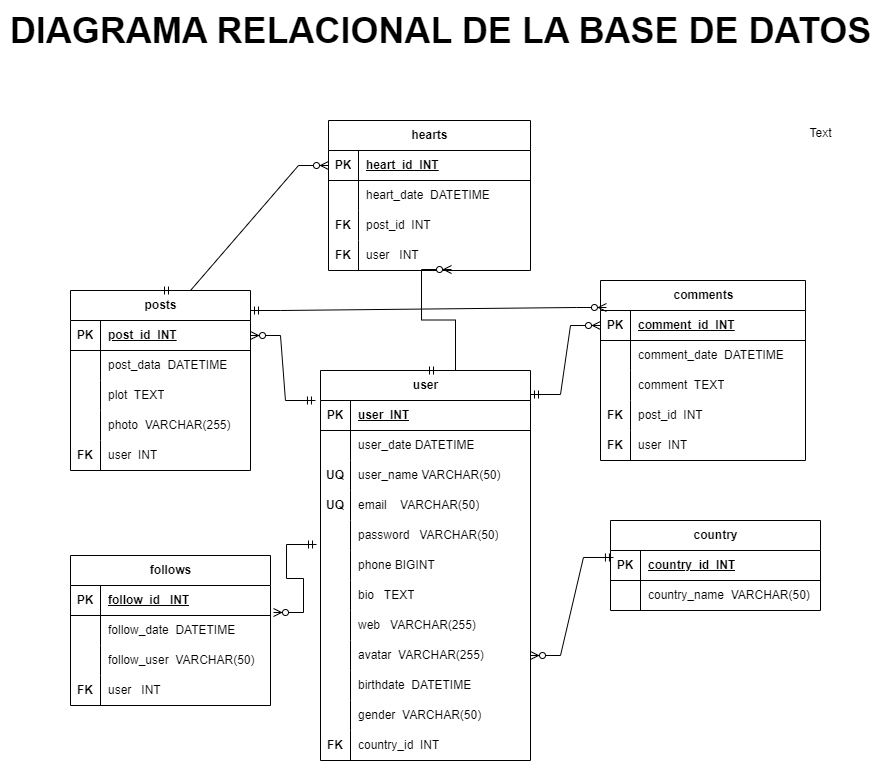 DIAGRAMA RELACIONAL DE LA BASE DE DATOS
Text
hearts
PK heart_id INT
heart_date DATETIME
FK post_id INT
FK user INT
posts
PK post_id INT
post_data DATETIME
plot TEXT
photo VARCHAR(255)
FK user INT
comments
PK comment_id INT
comment_date DATETIME
comment TEXT
FK post_id INT
FK user INT
user
PK user INT
user_date DATETIME
UQ user_name VARCHAR(50)
UQ email VARCHAR(50)
password VARCHAR(50)
phone BIGINT
bio TEXT
web VARCHAR(255)
avatar VARCHAR(255)
birthdate DATETIME
gender VARCHAR(50)
FK country_id INT
follows
PK follow_id INT
follow_date DATETIME
follow_user VARCHAR(50)
FK user INT
country
PK country_id INT
country_name VARCHAR(50)